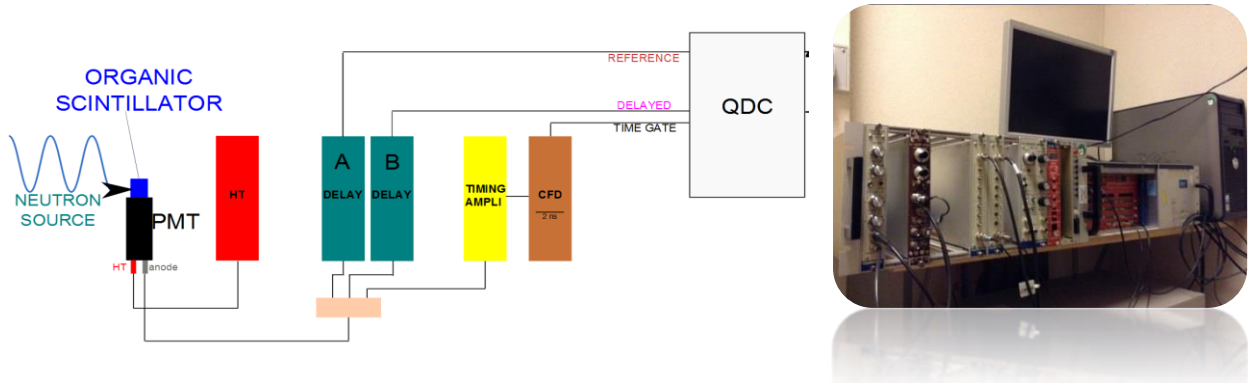 ORGANIC
SCINTILLATOR
NEUTRON
SOURCE
PMT
HT
anode
HT
A
DELAY
B
DELAY
TIMING
AMPLI
CFD
2 ns
REFERENCE
DELAYED
TIME GATE
QDC